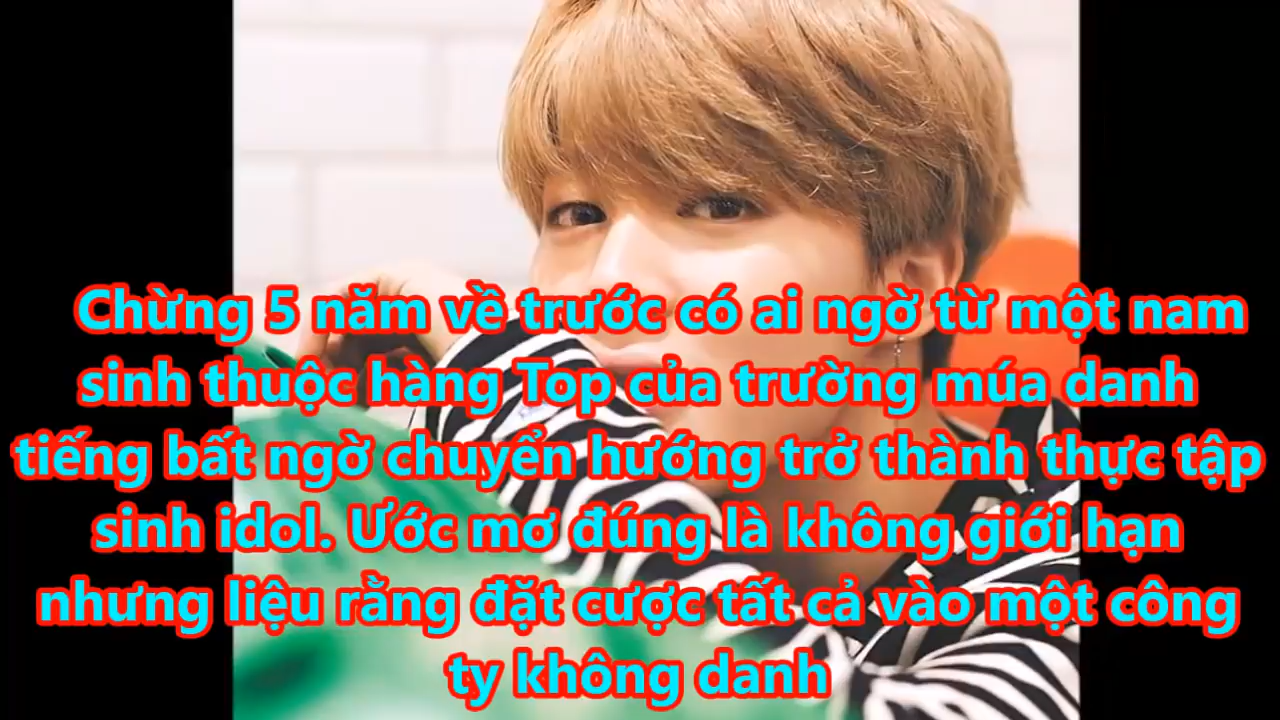 Chừng 5 năm về trước có ai ngờ từ một nam
sinh thuộc hàng Top của trường múa danh
tiếng bất ngờ chuyển hướng trở thành thực tập
sinh idol. Ước mơ đúng là không giới hạn
nhưng liệu rằng đặt cược tất cả vào một công
ty không danh